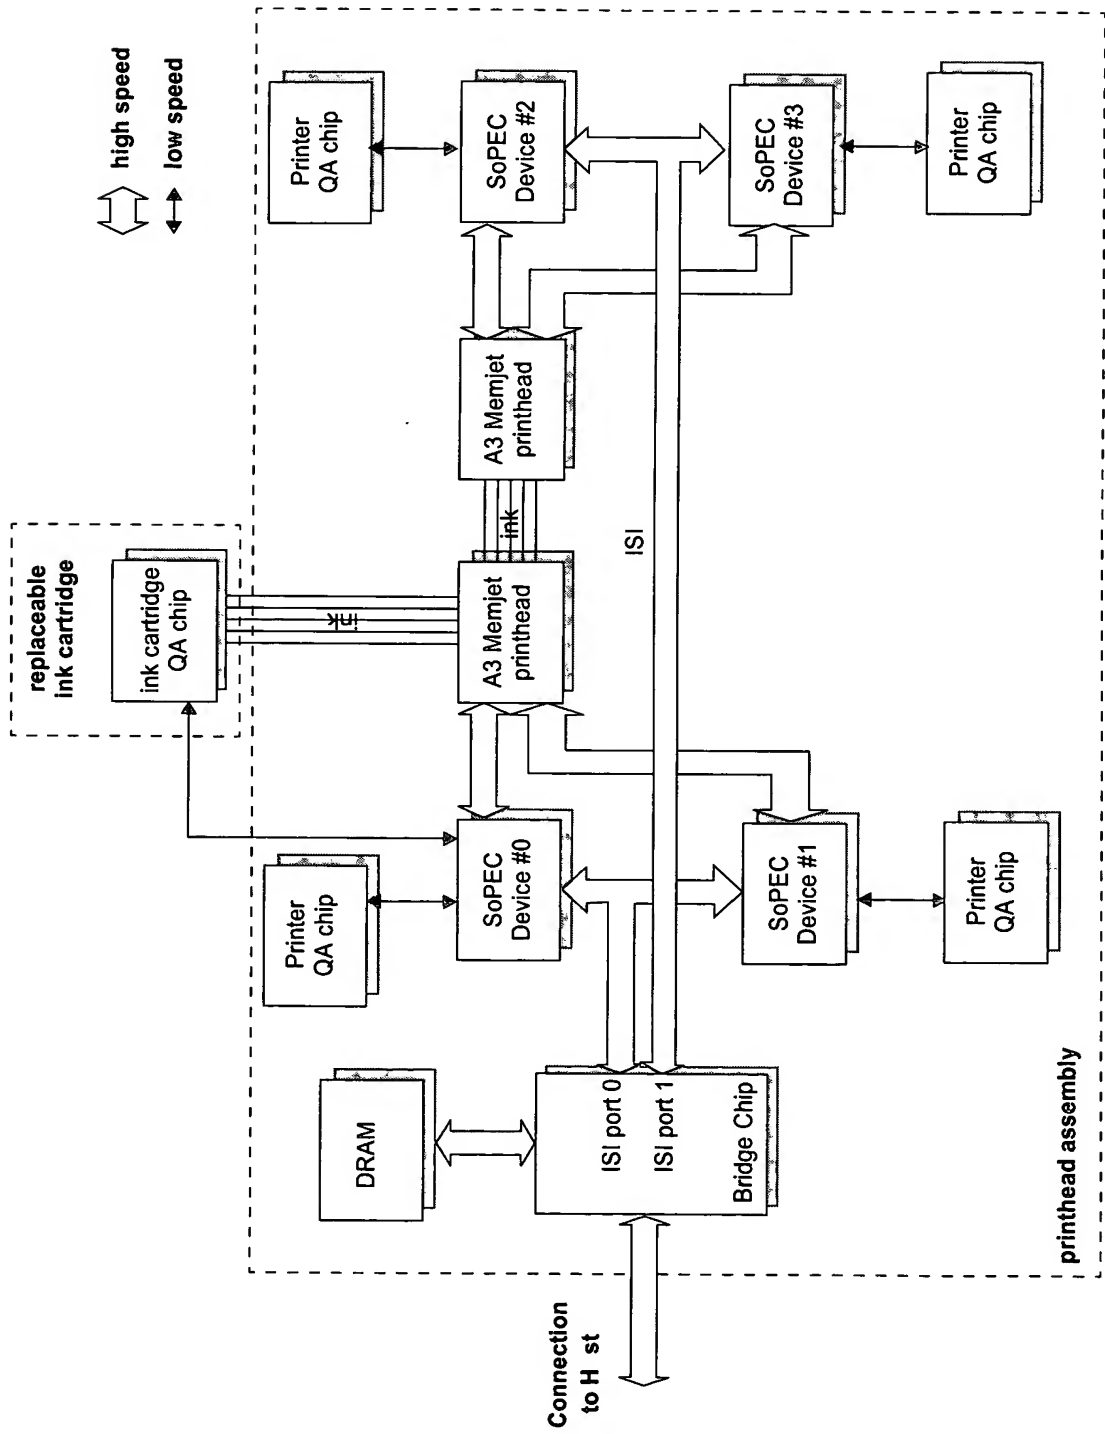 replaceable
ink cartridge
high speed
low speed
ink cartridge
QA chip
Printer
QA chip
Printer
QA chip
ink
DRAM
SoPEC
Device #0
A3 Memjet
printhead
ink
A3 Memjet
printhead
SoPEC
Device #2
Connection
to H st
ISI port 0
ISI port 1
Bridge Chip
ISI
SoPEC
Device #1
SoPEC
Device #3
Printer
QA chip
Printer
QA chip
printhead assembly